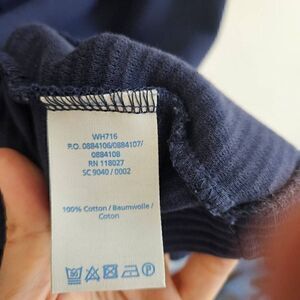 WH716
P.O. 0884106/0884107/
0884108
RN 118027
SC 9040 / 0002
100% Cotton / Baumwolle /
Coton